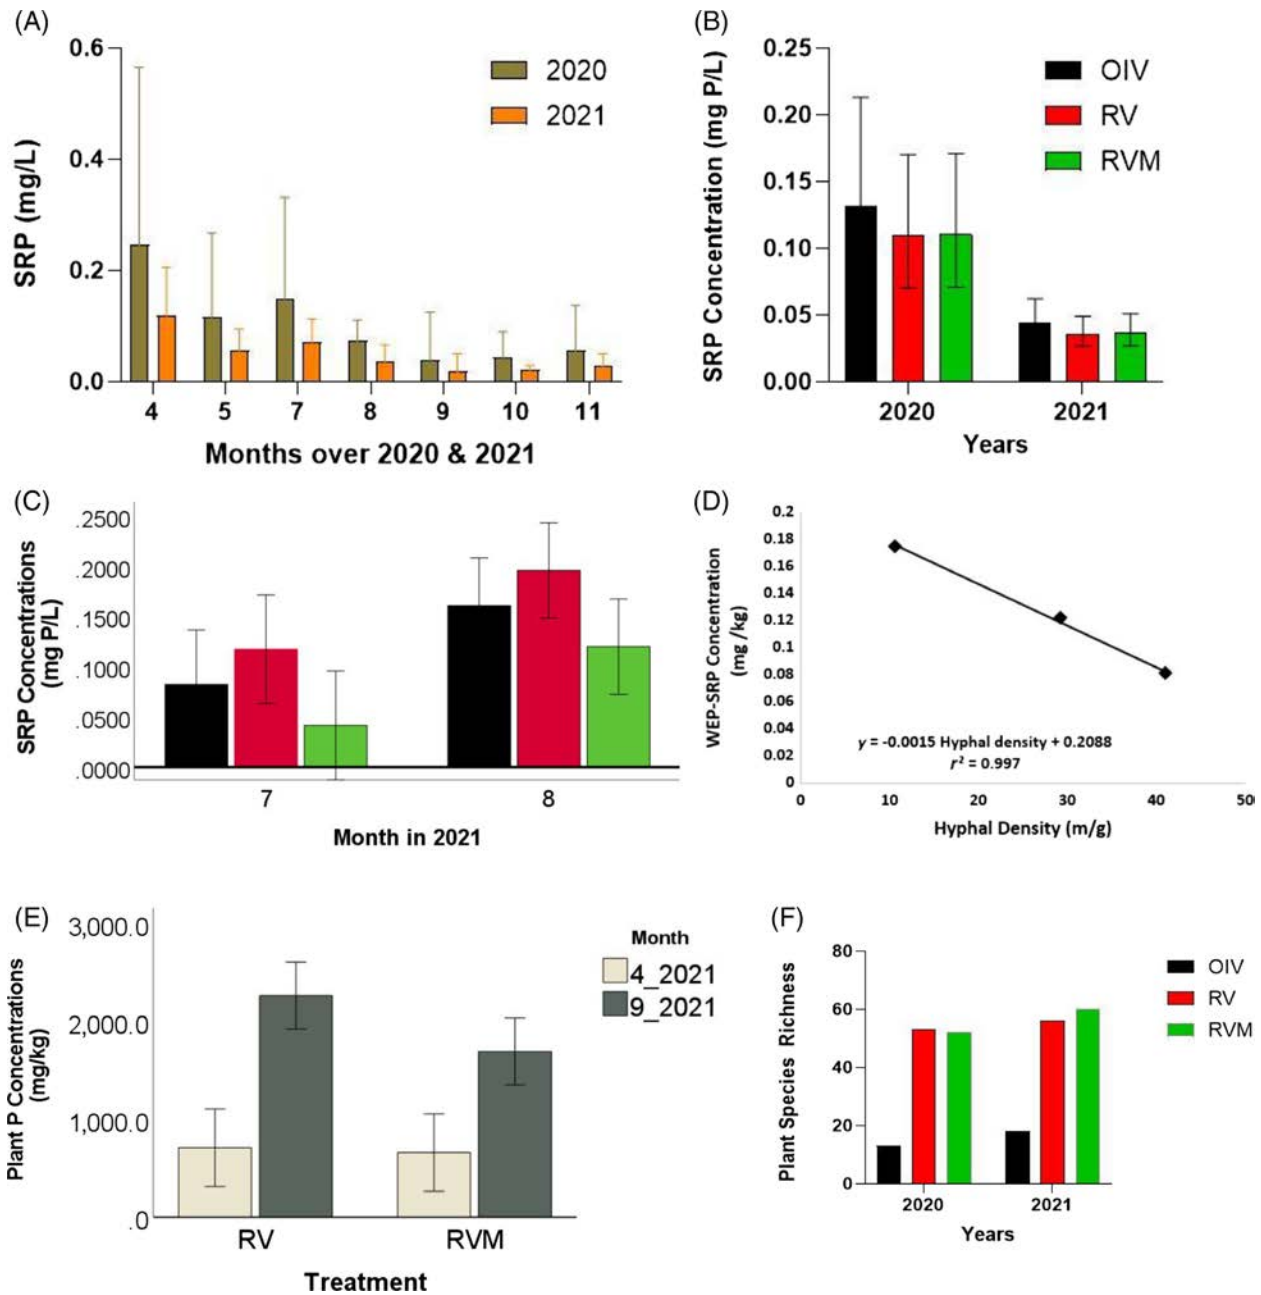 (A)
SRP (mg/L)
0.6
0.4
0.2
0.0
2020
2021
4 5 7 8 9 10 11
Months over 2020 & 2021
(B)
SRP Concentration (mg P/L)
0.25
0.20
0.15
0.10
0.05
0.00
OIV
RV
RVM
2020 2021
Years
(C)
SRP Concentrations
(mg P/L)
.2500
.2000
.1500
.1000
.0500
.0000
7 8
Month in 2021
(D)
WEP-SRP Concentration
(mg /kg)
0.2
0.18
0.16
0.14
0.12
0.1
0.08
0.06
0.04
0.02
0
y = -0.0015 Hyphal density + 0.2088
r² = 0.997
0 10 20 30 40 50
Hyphal Density (m/g)
(E)
Plant P Concentrations
(mg/kg)
3,000.0
2,000.0
1,000.0
.0
Month
4_2021
9_2021
RV RVM
Treatment
(F)
Plant Species Richness
80
60
40
20
0
OIV
RV
RVM
2020 2021
Years